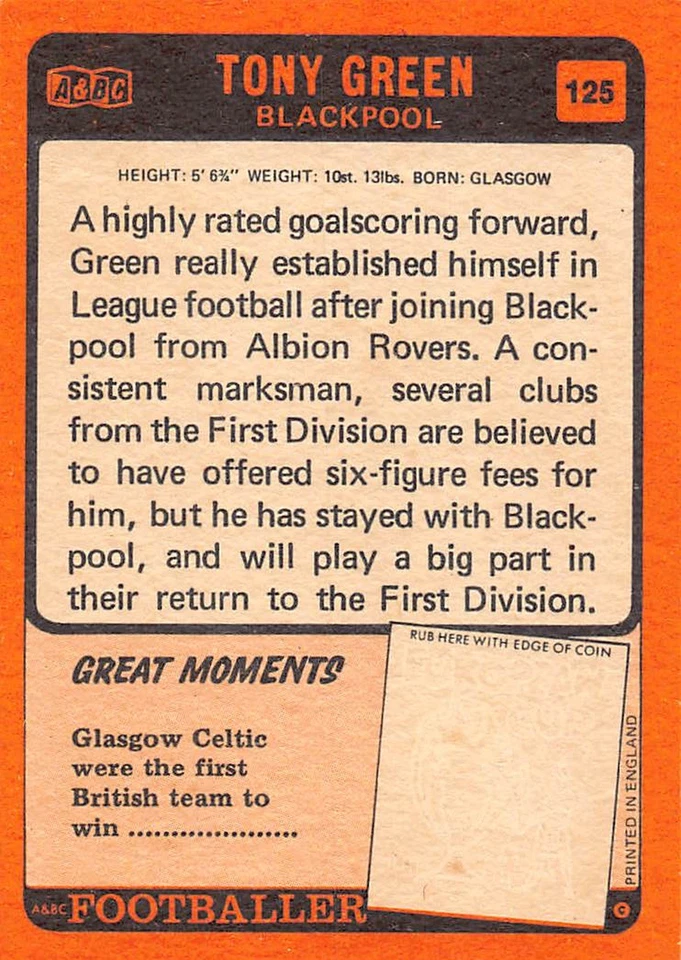 A&BC
TONY GREEN
125
BLACKPOOL
HEIGHT: 5' 6¾" WEIGHT: 10st. 13lbs. BORN: GLASGOW
A highly rated goalscoring forward,
Green really established himself in
League football after joining Black-
pool from Albion Rovers. A con-
sistent marksman, several clubs
from the First Division are believed
to have offered six-figure fees for
him, but he has stayed with Black-
pool, and will play a big part in
their return to the First Division.
RUB HERE WITH EDGE OF COIN
GREAT MOMENTS
Glasgow Celtic
were the first
British team to
win ....................
PRINTED IN ENGLAND
A&BC FOOTBALLER
©